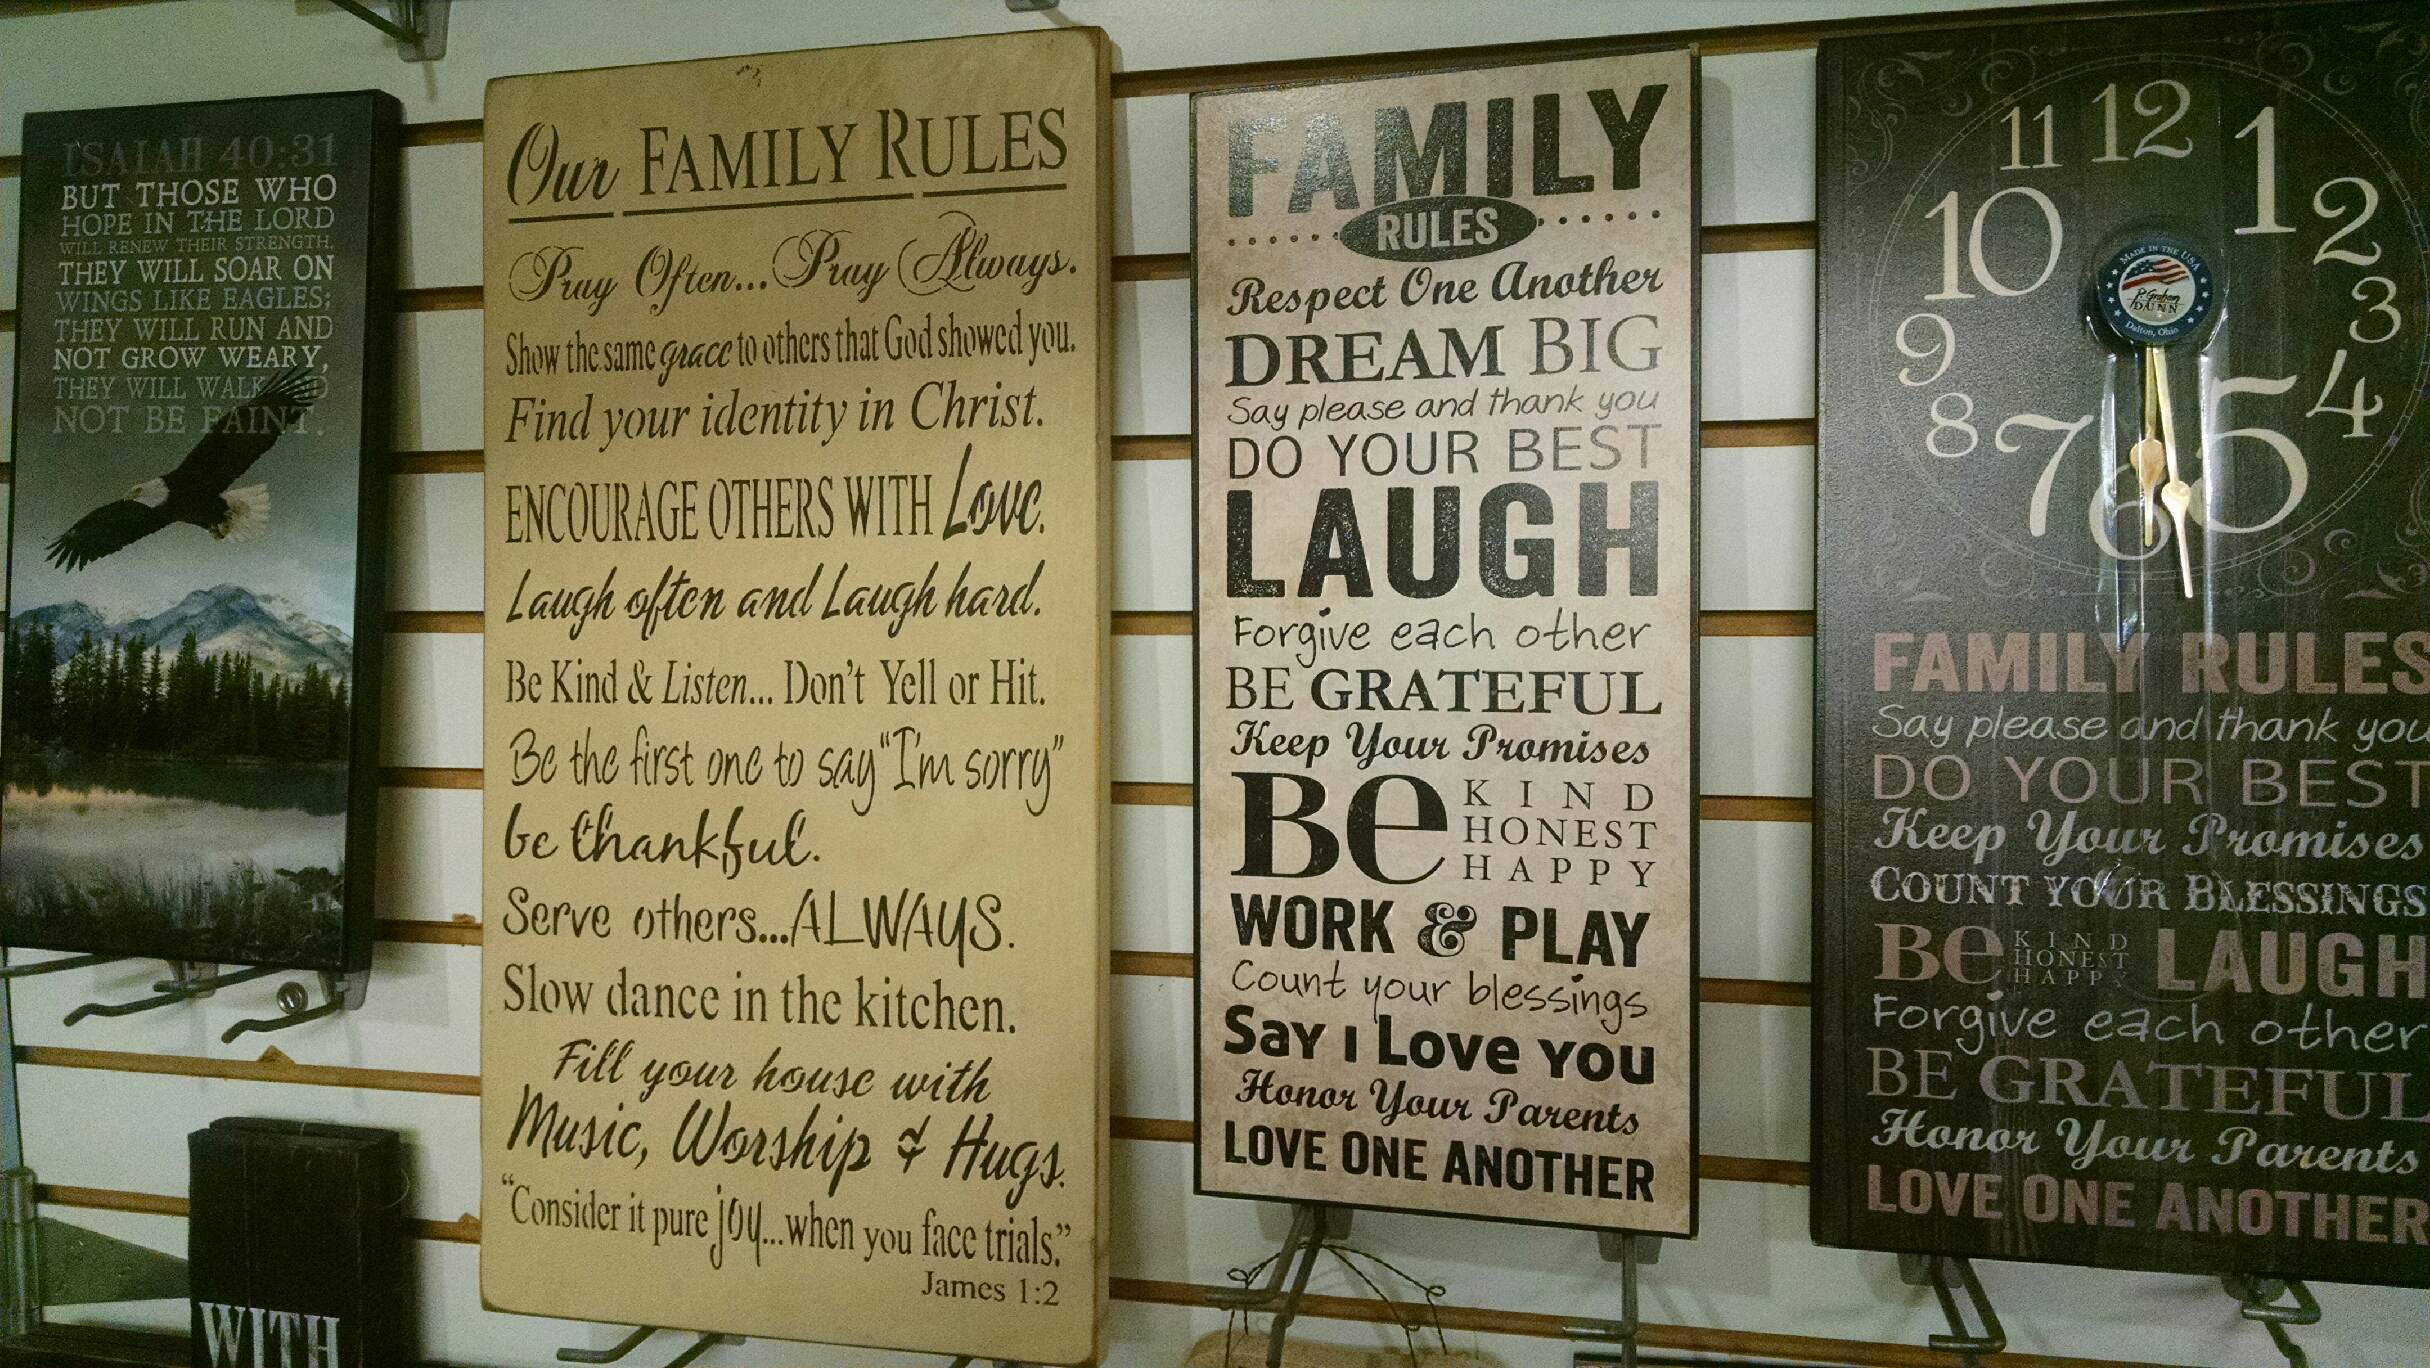 ISAIAH 40:31
BUT THOSE WHO
HOPE IN THE LORD
WILL RENEW THEIR STRENGTH.
THEY WILL SOAR ON
WINGS LIKE EAGLES;
THEY WILL RUN AND
NOT GROW WEARY,
THEY WILL WALK
NOT BE FAINT.
WITH
Our FAMILY RULES
Pray Often...Pray Always.
Show the same grace to others that God showed you.
Find your identity in Christ.
ENCOURAGE OTHERS WITH Love.
Laugh often and Laugh hard.
Be Kind & Listen... Don't Yell or Hit.
Be the first one to say "I'm sorry"
be thankful.
Serve others...ALWAYS.
Slow dance in the kitchen.
Fill your house with
Music, Worship & Hugs.
"Consider it pure joy...when you face trials."
James 1:2
FAMILY
RULES
Respect One Another
DREAM BIG
Say please and thank you
DO YOUR BEST
LAUGH
Forgive each other
BE GRATEFUL
Keep Your Promises
Be KIND
HONEST
HAPPY
WORK & PLAY
Count your blessings
Say I Love You
Honor Your Parents
LOVE ONE ANOTHER
12
11 1
10 2
9 3
8 4
7 6 5
MADE IN THE USA
P. Graham
DUNN
Dalton, Ohio
FAMILY RULES
Say please and thank you
DO YOUR BEST
Keep Your Promises
COUNT YOUR BLESSINGS
Be KIND HONEST HAPPY LAUGH
Forgive each other
BE GRATEFUL
Honor Your Parents
LOVE ONE ANOTHER